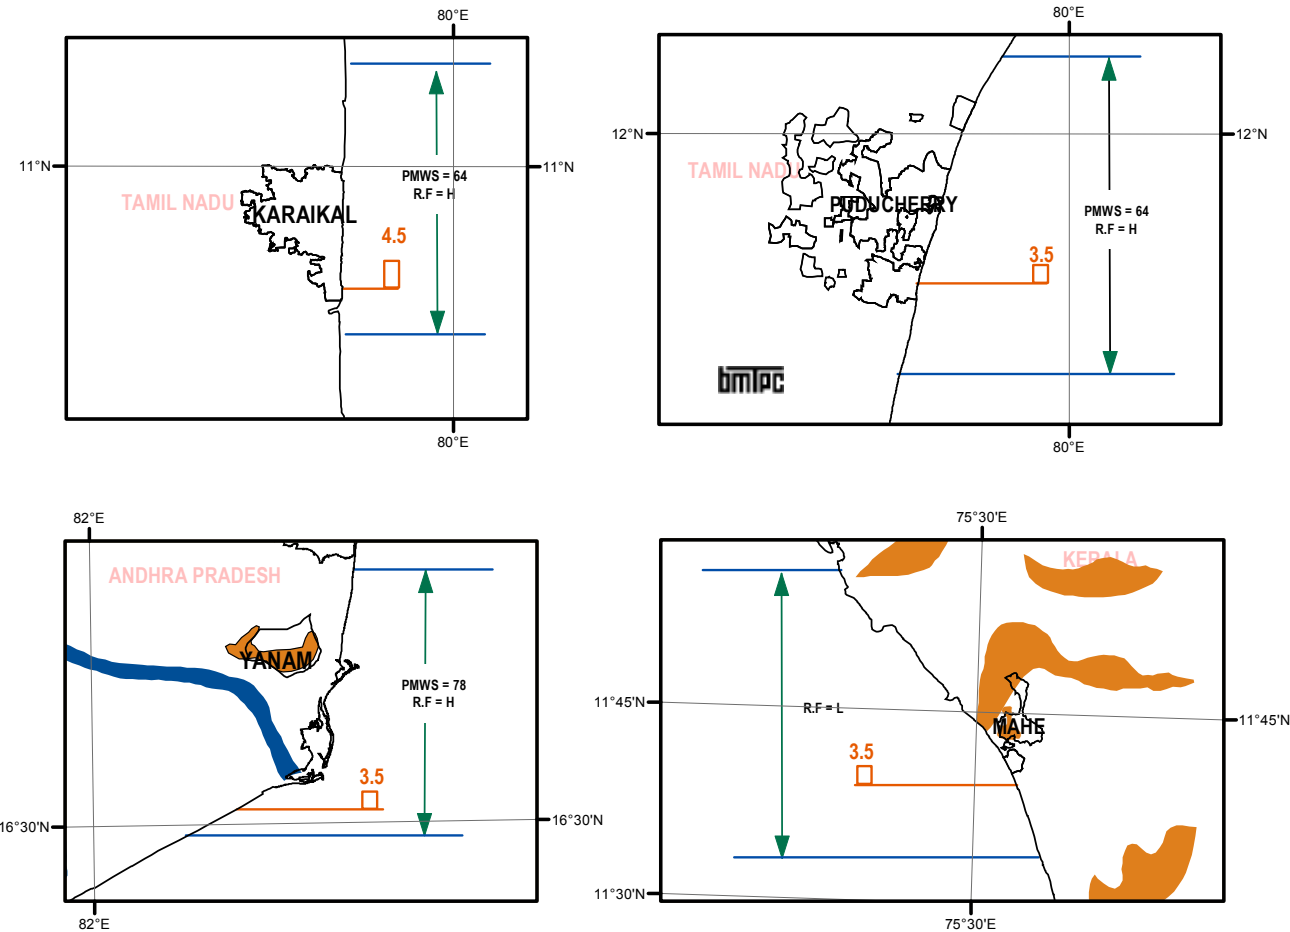 80°E
11°N
11°N
PMWS = 64
R.F = H
TAMIL NADU
KARAIKAL
4.5
80°E
80°E
12°N
12°N
TAMIL NADU
PUDUCHERRY
PMWS = 64
R.F = H
3.5
bmTpc
80°E
82°E
ANDHRA PRADESH
YANAM
PMWS = 78
R.F = H
3.5
16°30'N
16°30'N
82°E
75°30'E
KERALA
11°45'N
11°45'N
R.F = L
MAHE
3.5
11°30'N
75°30'E